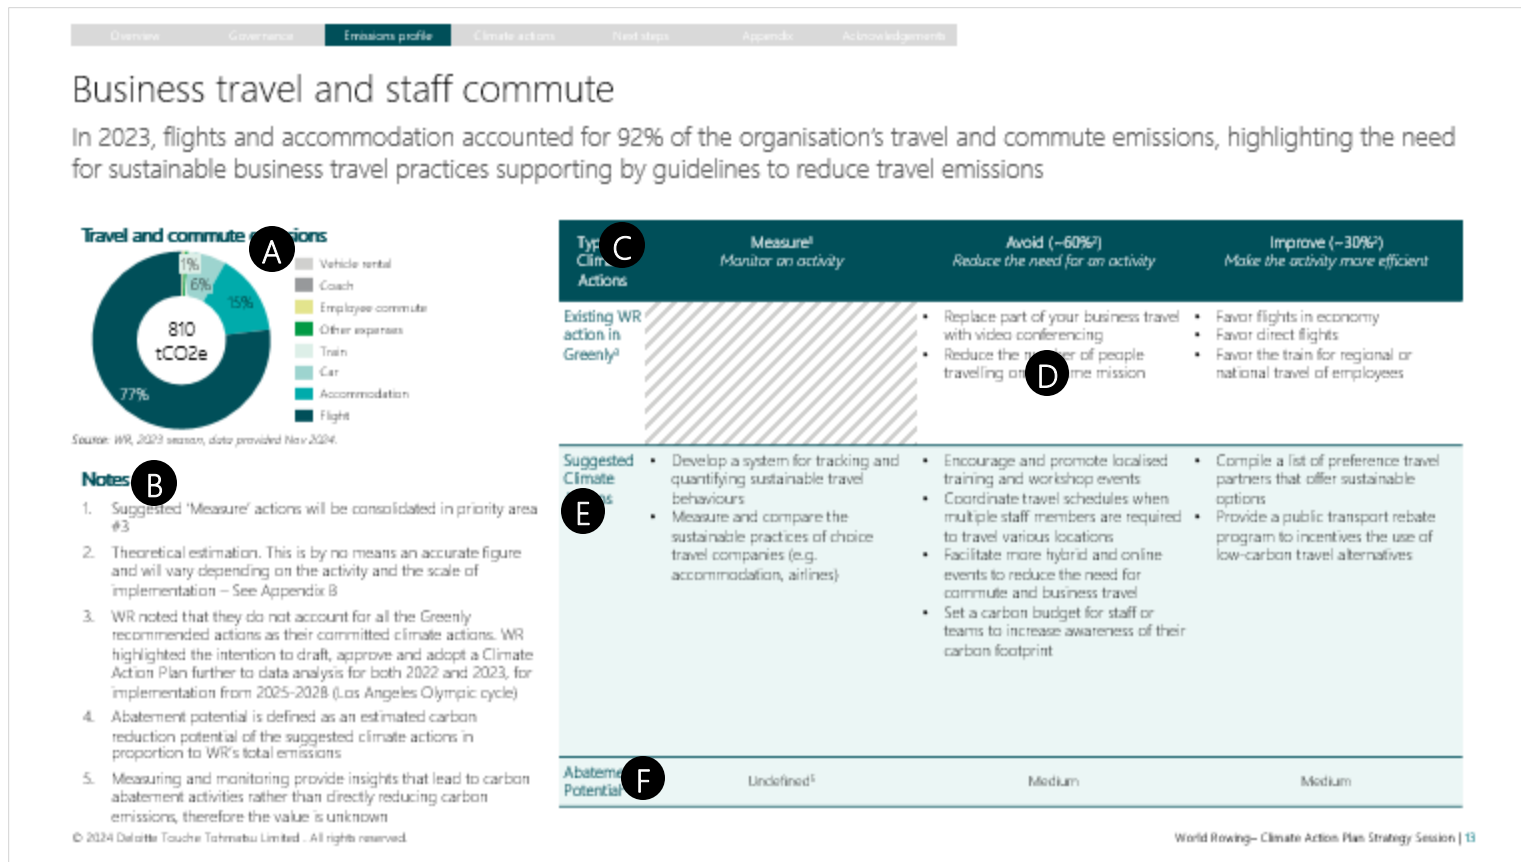 Overview Governance Emissions profile Climate actions Next steps Appendix Acknowledgements
Business travel and staff commute
In 2023, flights and accommodation accounted for 92% of the organisation's travel and commute emissions, highlighting the need
for sustainable business travel practices supporting by guidelines to reduce travel emissions
Travel and commute
A
1%
6%
15%
77%
810
tCO2e
Vehicle rental
Coach
Employee commute
Other expenses
Train
Car
Accommodation
Flight
Source: WR, 2023 season, data provided Nov 2024.
Notes
B
1. Suggested 'Measure' actions will be consolidated in priority area
#3
2. Theoretical estimation. This is by no means an accurate figure
and will vary depending on the activity and the scale of
implementation – See Appendix B
3. WR noted that they do not account for all the Greenly
recommended actions as their committed climate actions. WR
highlighted the intention to draft, approve and adopt a Climate
Action Plan further to data analysis for both 2022 and 2023, for
implementation from 2025-2028 (Los Angeles Olympic cycle)
4. Abatement potential is defined as an estimated carbon
reduction potential of the suggested climate actions in
proportion to WR's total emissions
5. Measuring and monitoring provide insights that lead to carbon
abatement activities rather than directly reducing carbon
emissions, therefore the value is unknown
C
Actions
Measure⁵
Monitor an activity
Avoid (~60%²)
Reduce the need for an activity
Improve (~30%²)
Make the activity more efficient
Existing WR
action in
Greenly³
• Replace part of your business travel
with video conferencing
• Reduce the of people
travelling mission
D
• Favor flights in economy
• Favor direct flights
• Favor the train for regional or
national travel of employees
Suggested
Climate
E
• Develop a system for tracking and
quantifying sustainable travel
behaviours
• Measure and compare the
sustainable practices of choice
travel companies (e.g.
accommodation, airlines)
• Encourage and promote localised
training and workshop events
• Coordinate travel schedules when
multiple staff members are required
to travel various locations
• Facilitate more hybrid and online
events to reduce the need for
commute and business travel
• Set a carbon budget for staff or
teams to increase awareness of their
carbon footprint
• Compile a list of preference travel
partners that offer sustainable
options
• Provide a public transport rebate
program to incentives the use of
low-carbon travel alternatives
F
Potential
Undefined⁵
Medium
Medium
© 2024 Deloitte Touche Tohmatsu Limited . All rights reserved.
World Rowing– Climate Action Plan Strategy Session | 13